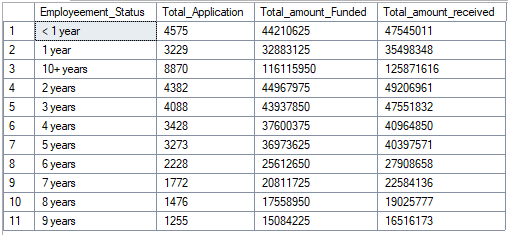 Employeement_Status Total_Application Total_amount_Funded Total_amount_received
1 < 1 year 4575 44210625 47545011
2 1 year 3229 32883125 35498348
3 10+ years 8870 116115950 125871616
4 2 years 4382 44967975 49206961
5 3 years 4088 43937850 47551832
6 4 years 3428 37600375 40964850
7 5 years 3273 36973625 40397571
8 6 years 2228 25612650 27908658
9 7 years 1772 20811725 22584136
10 8 years 1476 17558950 19025777
11 9 years 1255 15084225 16516173